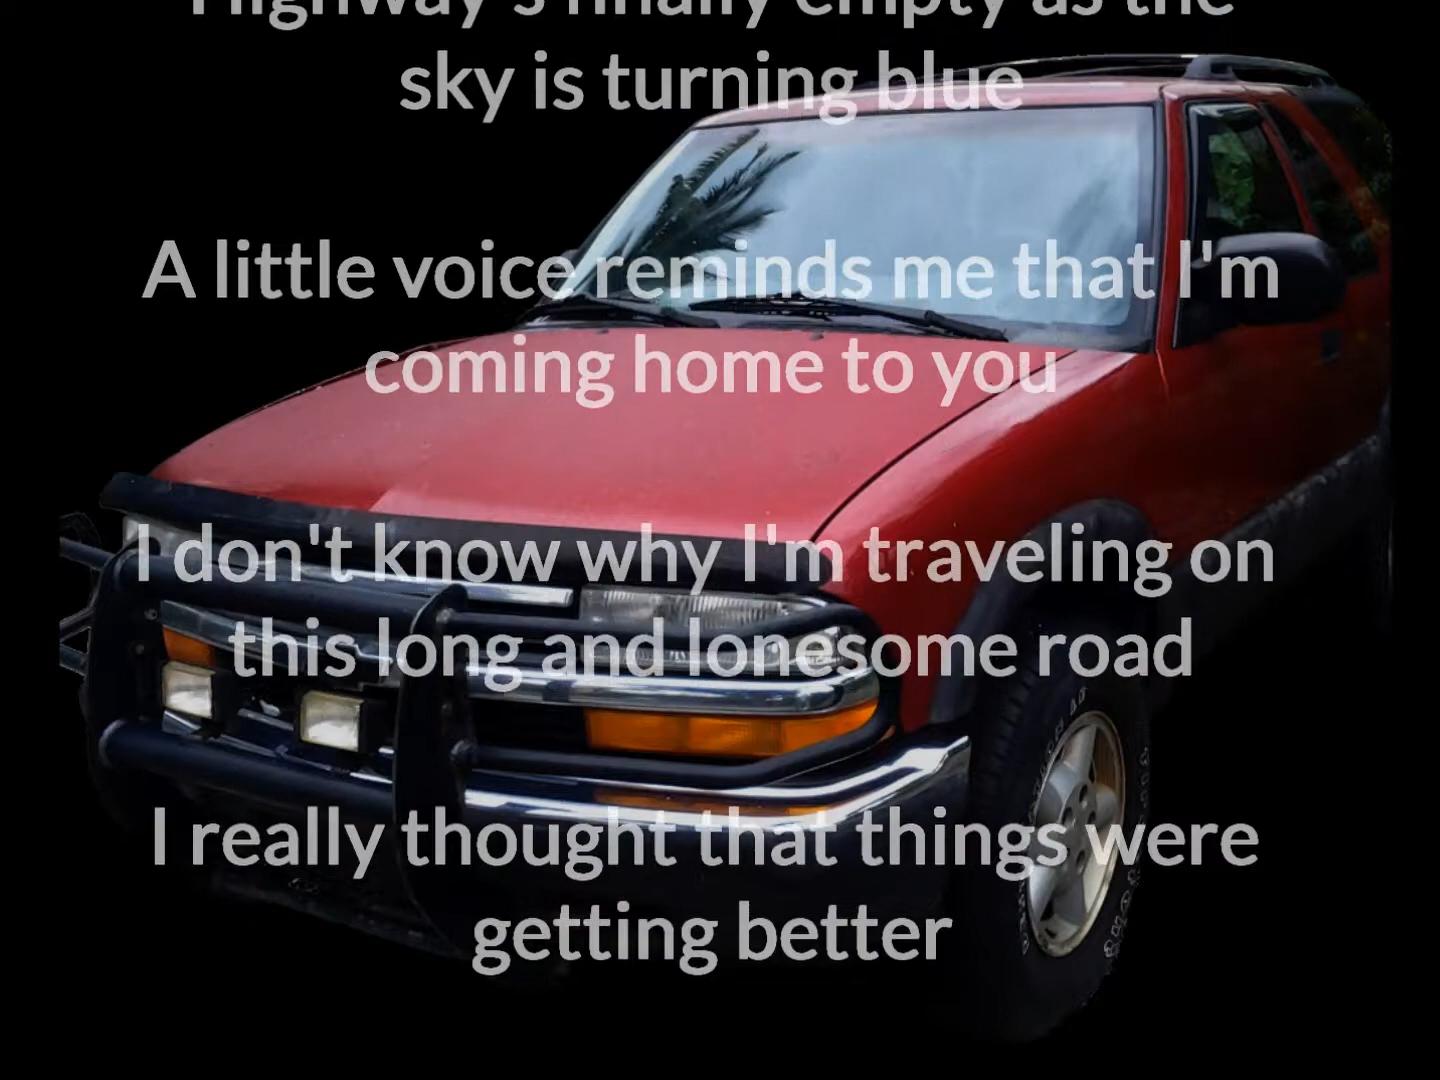 Highway's finally empty as the
sky is turning blue
A little voice reminds me that I'm
coming home to you
I don't know why I'm traveling on
this long and lonesome road
I really thought that things were
getting better